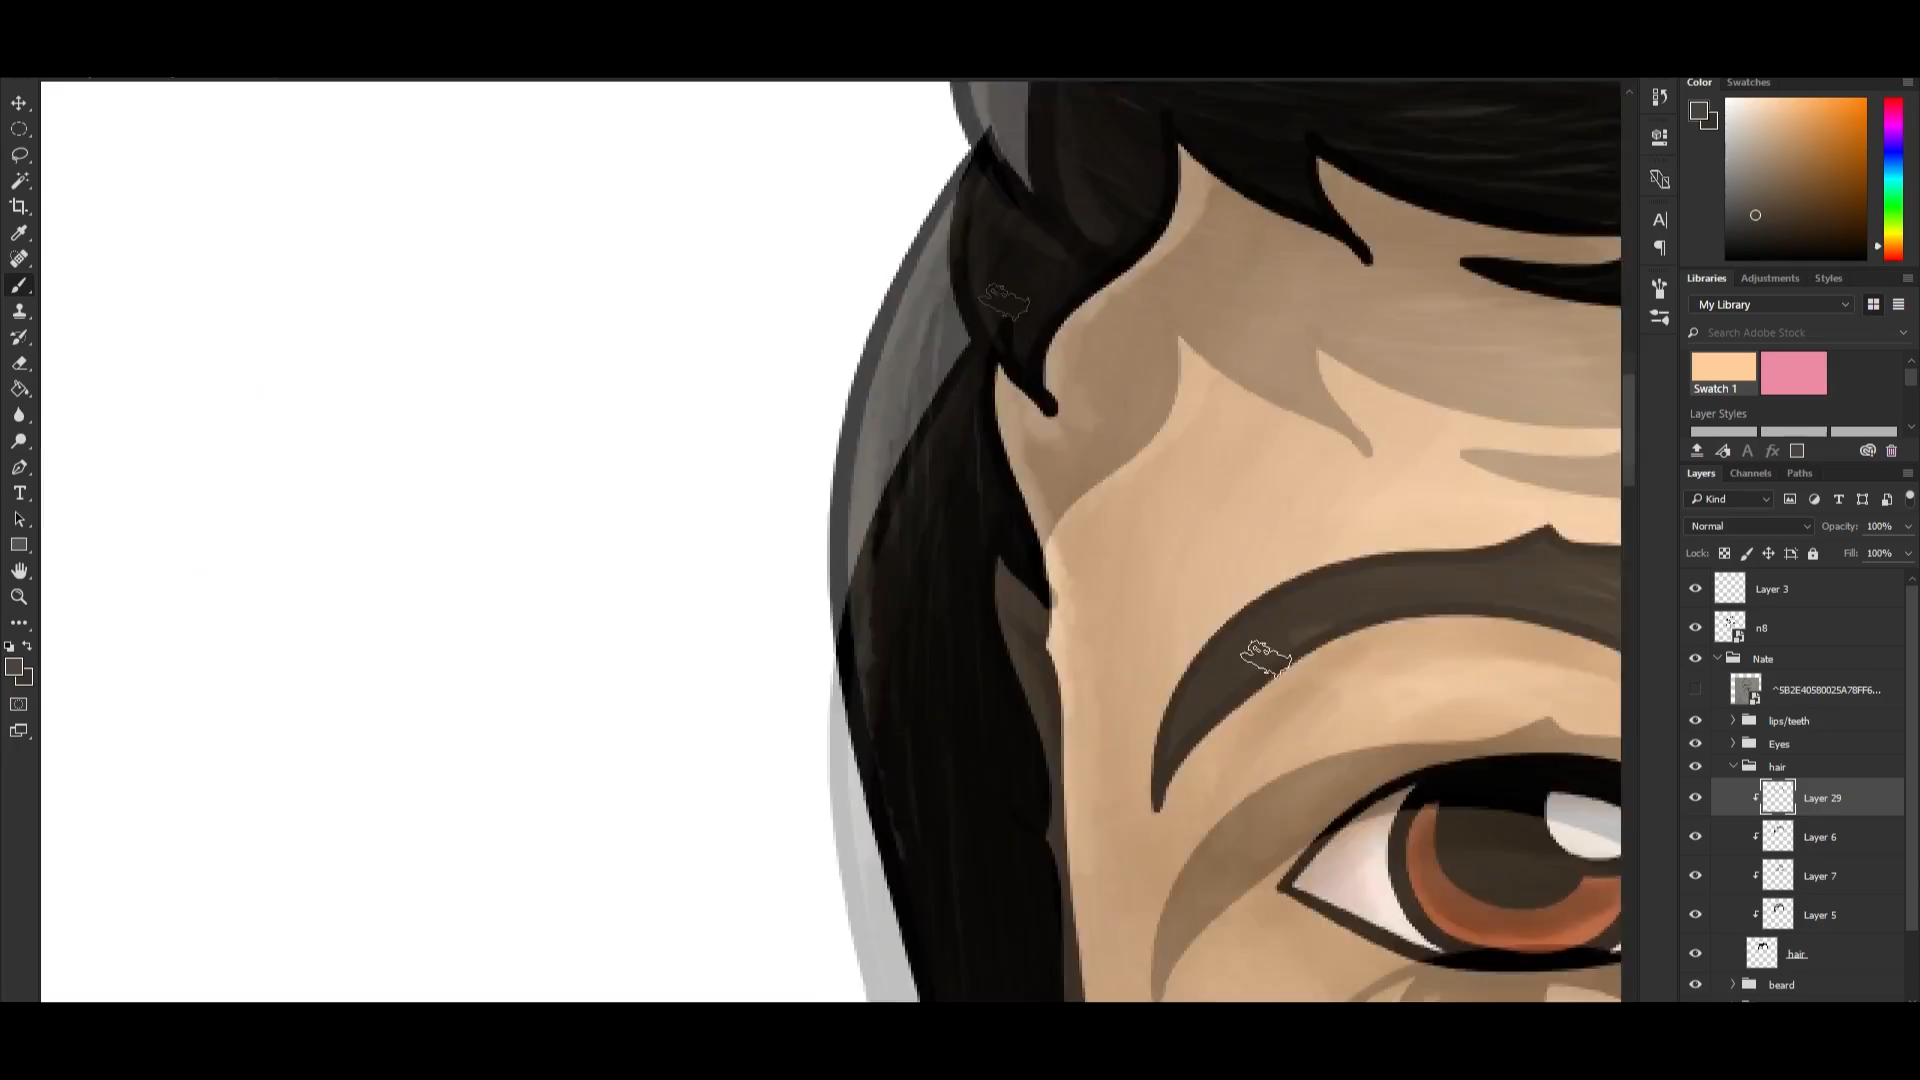 Color Swatches
Libraries Adjustments Styles
My Library
Search Adobe Stock
Swatch 1
Layer Styles
Layers Channels Paths
Kind
Normal Opacity: 100%
Lock: Fill: 100%
Layer 3
n8
Nate
^5B2E40580025A78FF6...
lips/teeth
Eyes
hair
Layer 29
Layer 6
Layer 7
Layer 5
hair
beard